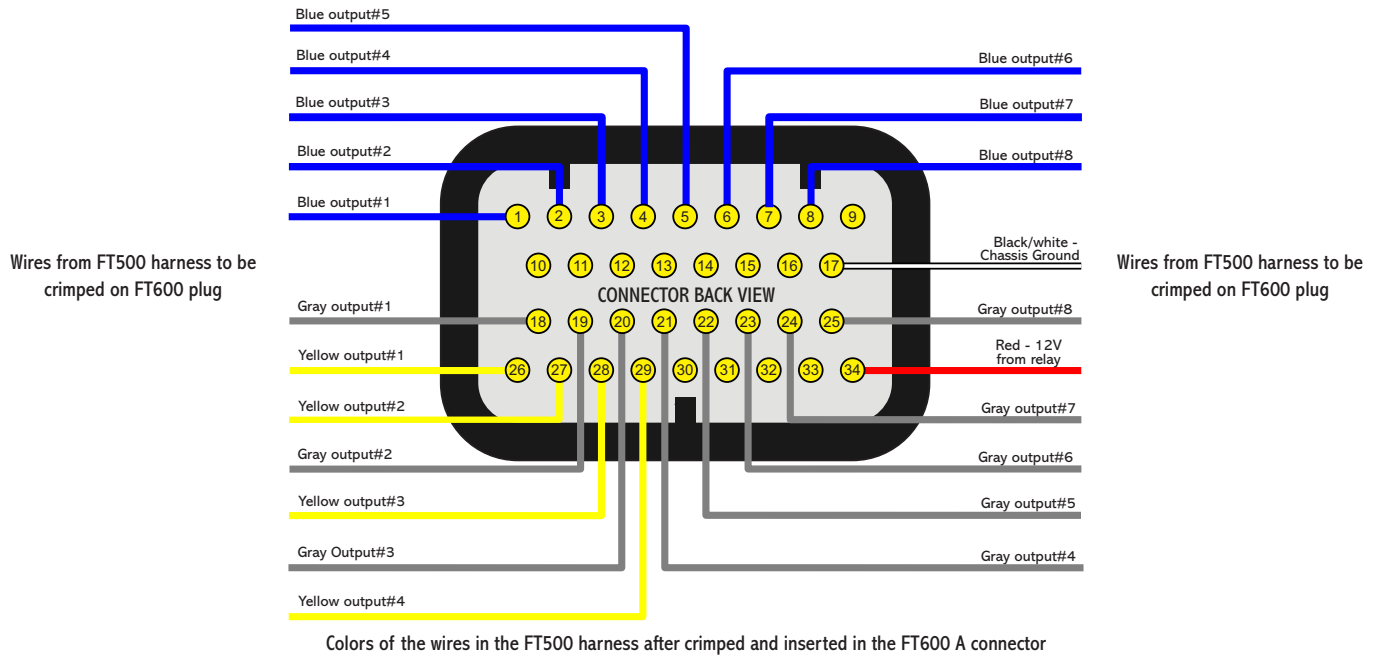 Blue output#5
Blue output#4
Blue output#6
Blue output#3
Blue output#7
Blue output#2
Blue output#8
Blue output#1
1 2 3 4 5 6 7 8 9
Black/white -
Chassis Ground
Wires from FT500 harness to be
crimped on FT600 plug
10 11 12 13 14 15 16 17
Wires from FT500 harness to be
crimped on FT600 plug
CONNECTOR BACK VIEW
Gray output#1
18 19 20 21 22 23 24 25
Gray output#8
Yellow output#1
Red - 12V
from relay
26 27 28 29 30 31 32 33 34
Yellow output#2
Gray output#7
Gray output#2
Gray output#6
Yellow output#3
Gray output#5
Gray Output#3
Gray output#4
Yellow output#4
Colors of the wires in the FT500 harness after crimped and inserted in the FT600 A connector